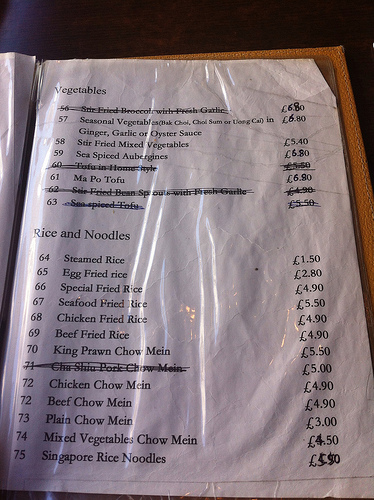 Vegetables
56 Stir Fried Broccoli with Fresh Garlic £6.80
57 Seasonal Vegetables(Bak Choi, Choi Sum or Uong Cai) in £6.80
Ginger, Garlic or Oyster Sauce
58 Stir Fried Mixed Vegetables £5.40
59 Sea Spiced Aubergines £6.80
60 Tofu in Home style £5.50
61 Ma Po Tofu £6.80
62 Stir Fried Bean Sprouts with Fresh Garlic £4.90
63 Sea spiced Tofu £5.50
Rice and Noodles
64 Steamed Rice £1.50
65 Egg Fried rice £2.80
66 Special Fried Rice £4.90
67 Seafood Fried Rice £5.50
68 Chicken Fried Rice £4.90
69 Beef Fried Rice £4.90
70 King Prawn Chow Mein £5.50
71 Cha Shiu Pork Chow Mein £5.00
72 Chicken Chow Mein £4.90
72 Beef Chow Mein £4.90
73 Plain Chow Mein £3.00
74 Mixed Vegetables Chow Mein £4.50
75 Singapore Rice Noodles